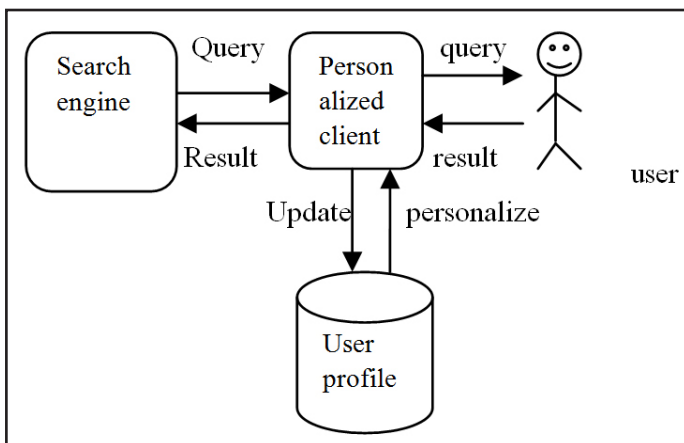 Search
engine
Query
Result
Person
alized
client
query
result
user
Update
personalize
User
profile